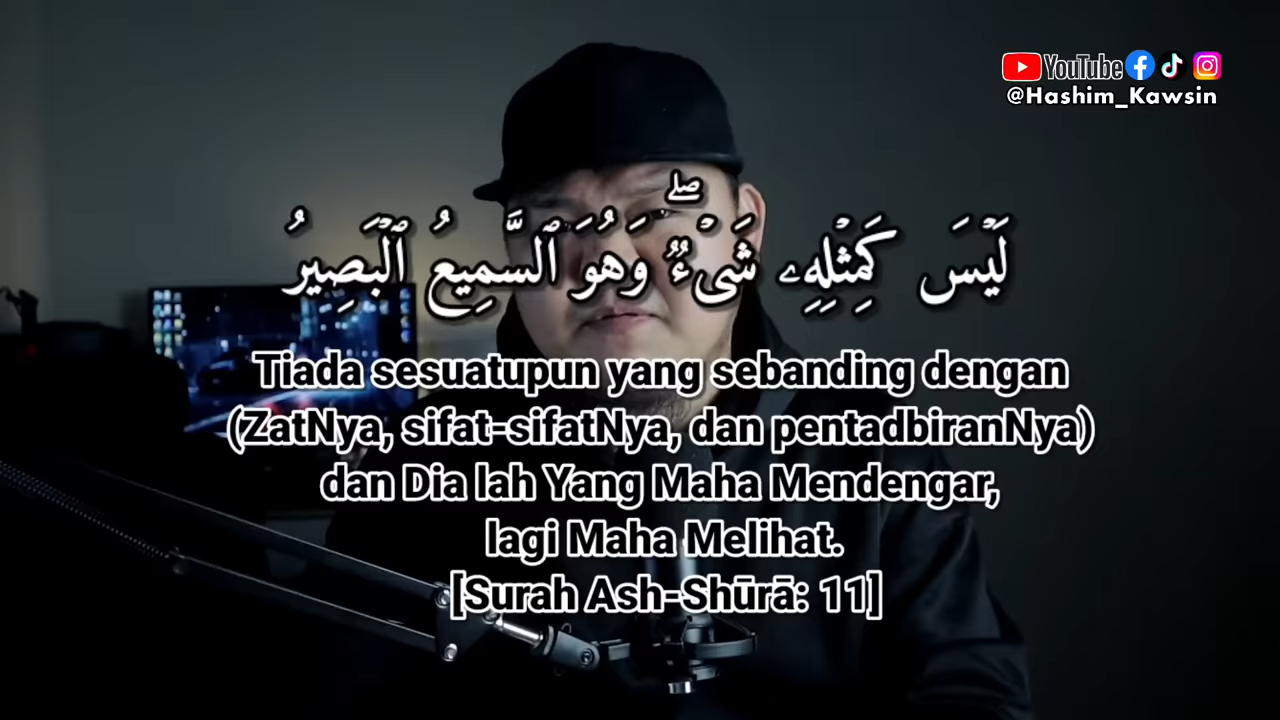 YouTube
@Hashim_Kawsin
لَيْسَ كَمِثْلِهِۦ شَىْءٌۖ وَهُوَ ٱلسَّمِيعُ ٱلْبَصِيرُ
Tiada sesuatupun yang sebanding dengan
(ZatNya, sifat-sifatNya, dan pentadbiranNya)
dan Dia lah Yang Maha Mendengar,
lagi Maha Melihat.
[Surah Ash-Shūrā: 11]